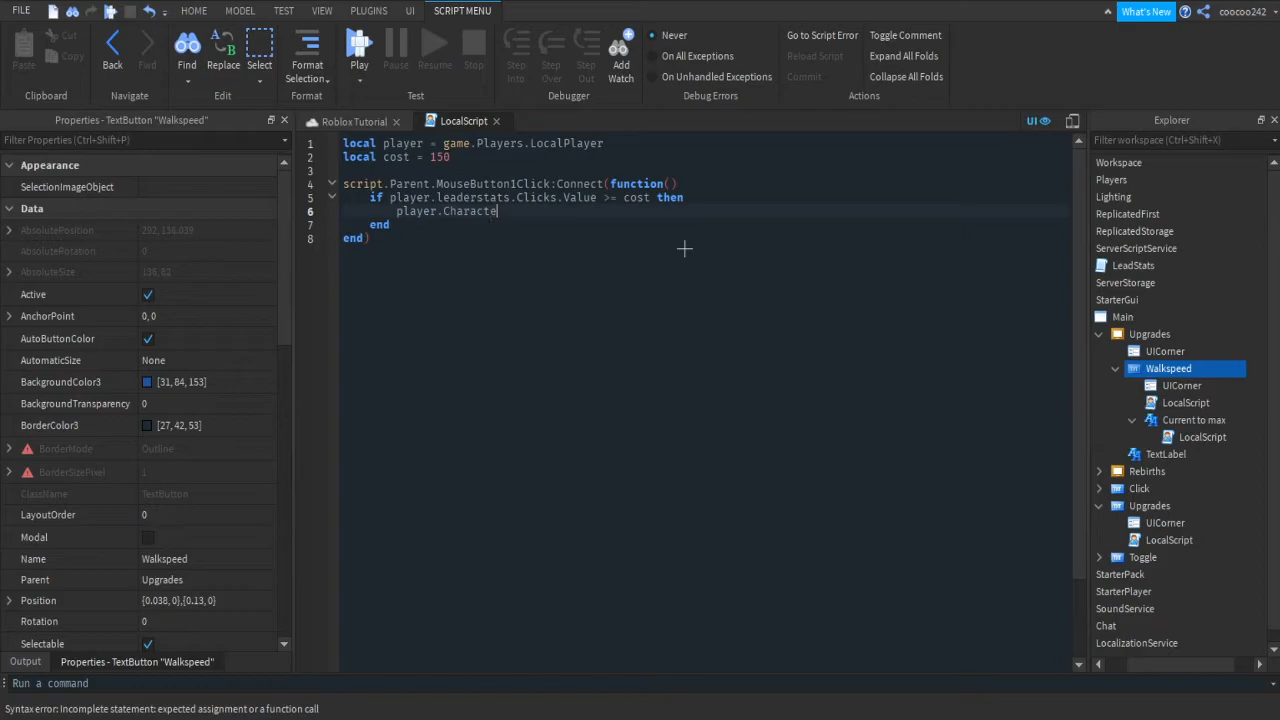 FILE HOME MODEL TEST VIEW PLUGINS UI SCRIPT MENU What's New coocoo242
Cut
Copy
Paste
Back Fwd
Find Replace Select
Format Selection
Play Pause Resume Stop
Step Into Step Over Step Out Add Watch
Never
On All Exceptions
On Unhandled Exceptions
Go to Script Error Toggle Comment
Reload Script Expand All Folds
Commit Collapse All Folds
Clipboard Navigate Edit Format Test Debugger Debug Errors Actions
Properties - TextButton "Walkspeed"
Filter Properties (Ctrl+Shift+P)
Appearance
SelectionImageObject
Data
AbsolutePosition 292, 136.039
AbsoluteRotation 0
AbsoluteSize 136, 82
Active
AnchorPoint 0, 0
AutoButtonColor
AutomaticSize None
BackgroundColor3 [31, 84, 153]
BackgroundTransparency 0
BorderColor3 [27, 42, 53]
BorderMode Outline
BorderSizePixel 1
ClassName TextButton
LayoutOrder 0
Modal
Name Walkspeed
Parent Upgrades
Position {0.038, 0},{0.13, 0}
Rotation 0
Selectable
Output Properties - TextButton "Walkspeed"
Roblox Tutorial LocalScript UI
1 local player = game.Players.LocalPlayer
2 local cost = 150
3
4 script.Parent.MouseButton1Click:Connect(function()
5 if player.leaderstats.Clicks.Value >= cost then
6 player.Characte
7 end
8 end)
Explorer
Filter workspace (Ctrl+Shift+X)
Workspace
Players
Lighting
ReplicatedFirst
ReplicatedStorage
ServerScriptService
LeadStats
ServerStorage
StarterGui
Main
Upgrades
UICorner
Walkspeed
UICorner
LocalScript
Current to max
LocalScript
TextLabel
Rebirths
Click
Upgrades
UICorner
LocalScript
Toggle
StarterPack
StarterPlayer
SoundService
Chat
LocalizationService
Run a command
Syntax error: Incomplete statement: expected assignment or a function call